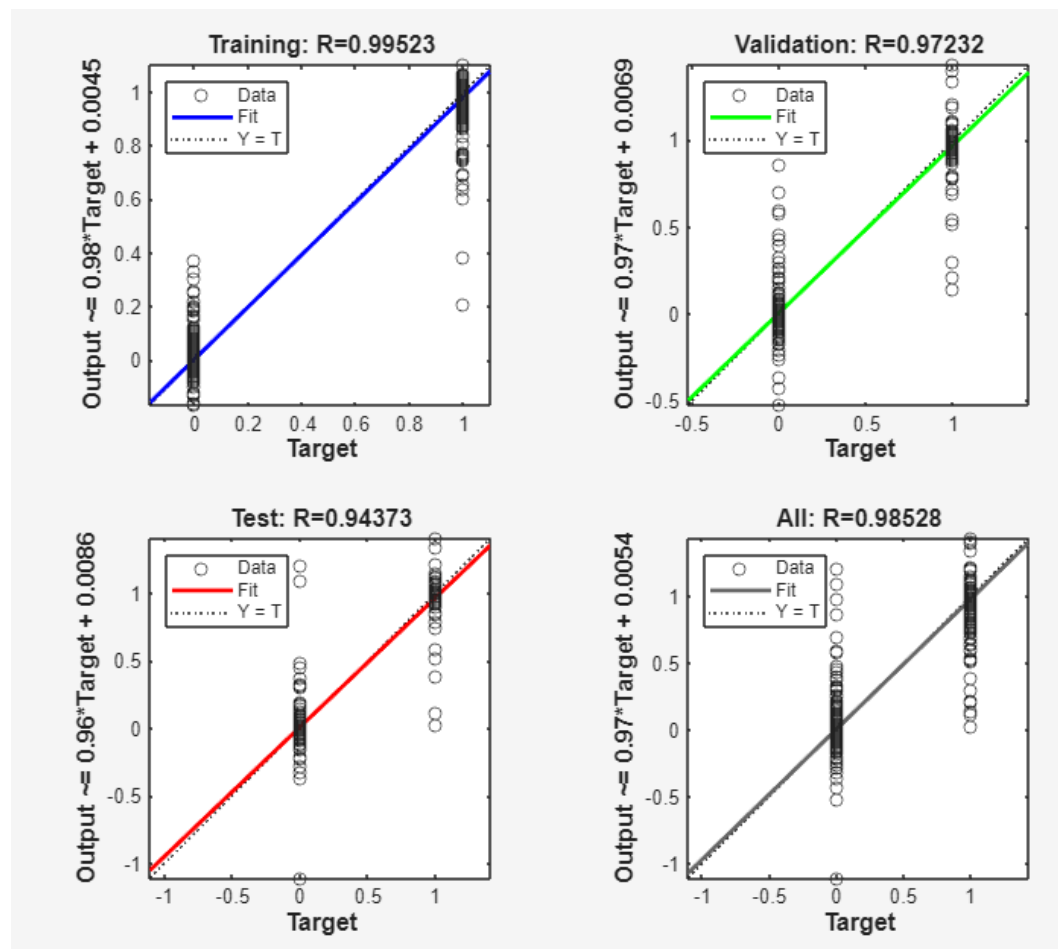 Training: R=0.99523
Output ~= 0.98*Target + 0.0045
Data
Fit
Y = T
1
0.8
0.6
0.4
0.2
0
0 0.2 0.4 0.6 0.8 1
Target
Validation: R=0.97232
Output ~= 0.97*Target + 0.0069
Data
Fit
Y = T
1
0.5
0
-0.5
-0.5 0 0.5 1
Target
Test: R=0.94373
Output ~= 0.96*Target + 0.0086
Data
Fit
Y = T
1
0.5
0
-0.5
-1
-1 -0.5 0 0.5 1
Target
All: R=0.98528
Output ~= 0.97*Target + 0.0054
Data
Fit
Y = T
1
0.5
0
-0.5
-1
-1 -0.5 0 0.5 1
Target